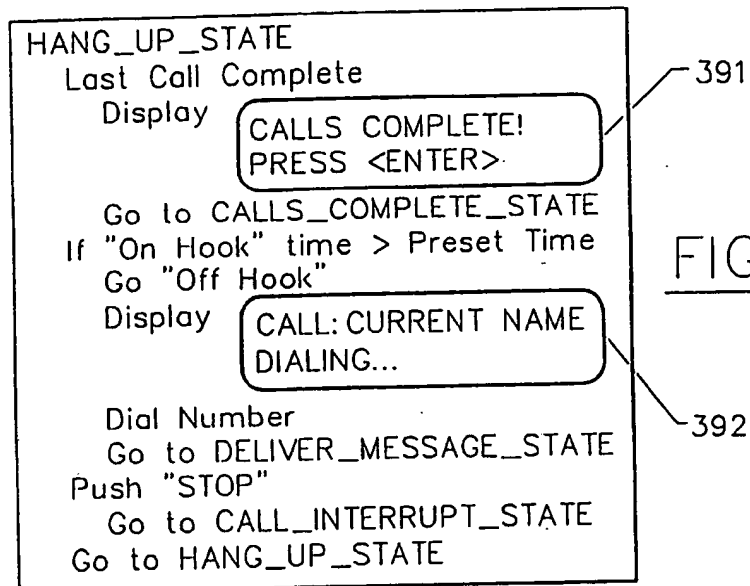 HANG_UP_STATE
Last Call Complete
Display
CALLS COMPLETE!
PRESS <ENTER>
391
Go to CALLS_COMPLETE_STATE
If "On Hook" time > Preset Time
Go "Off Hook"
FIG
Display
CALL: CURRENT NAME
DIALING...
392
Dial Number
Go to DELIVER_MESSAGE_STATE
Push "STOP"
Go to CALL_INTERRUPT_STATE
Go to HANG_UP_STATE